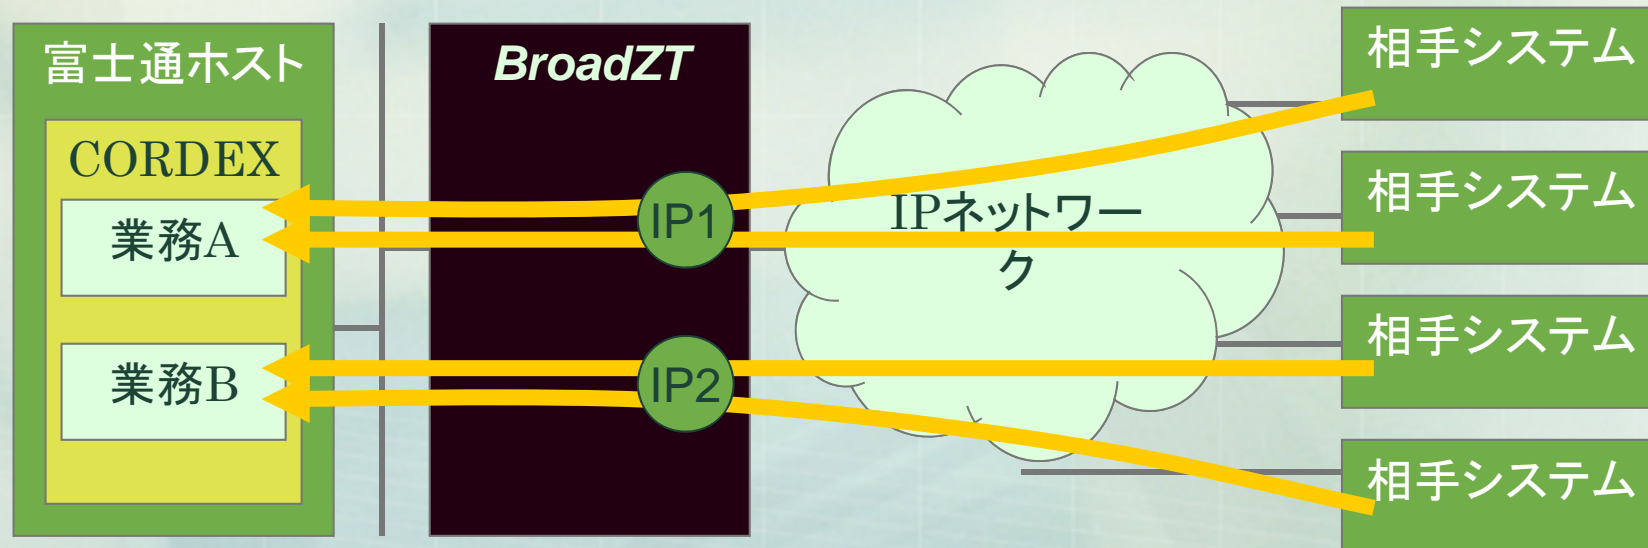 富士通ホスト
CORDEX
業務A
業務B
BroadZT
IP1
IP2
IPネットワー
ク
相手システム
相手システム
相手システム
相手システム